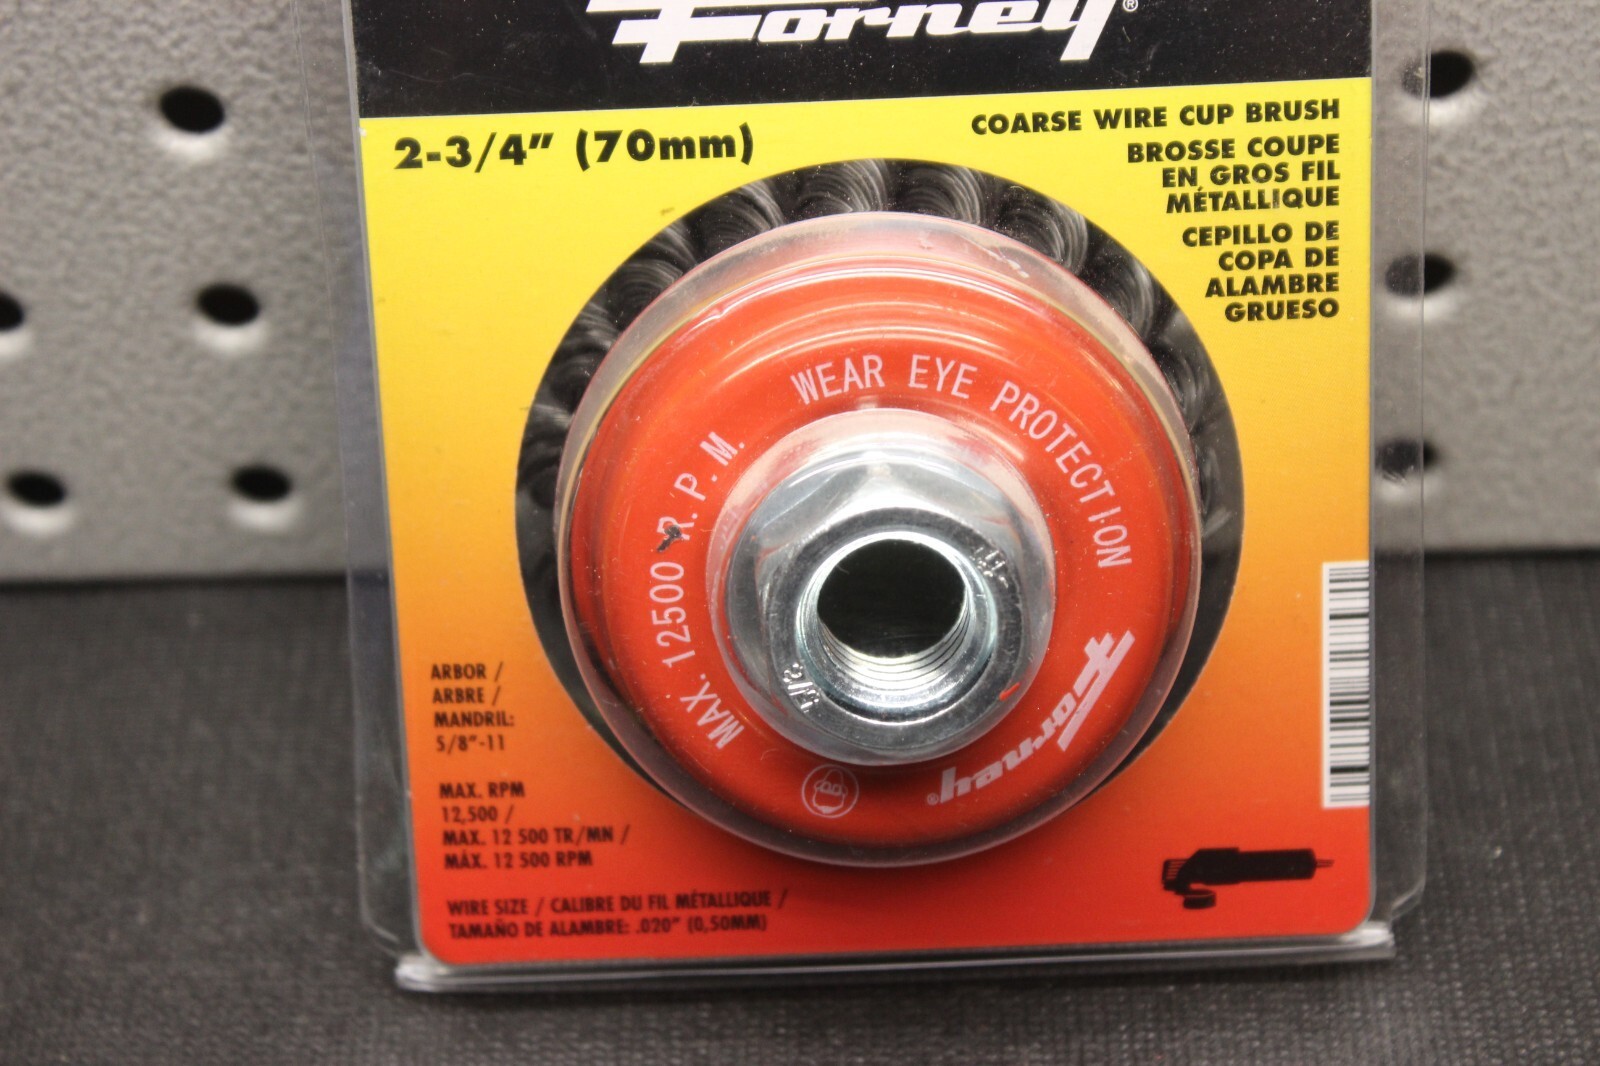 Forney®
2-3/4" (70mm)
COARSE WIRE CUP BRUSH
BROSSE COUPE
EN GROS FIL
MÉTALLIQUE
CEPILLO DE
COPA DE
ALAMBRE
GRUESO
WEAR EYE PROTECTION
MAX. 12500 R.P.M.
Forney®
ARBOR /
ARBRE /
MANDRIL:
5/8"-11
MAX. RPM
12,500 /
MAX. 12 500 TR/MN /
MÁX. 12 500 RPM
WIRE SIZE / CALIBRE DU FIL MÉTALLIQUE /
TAMAÑO DE ALAMBRE: .020" (0,50MM)